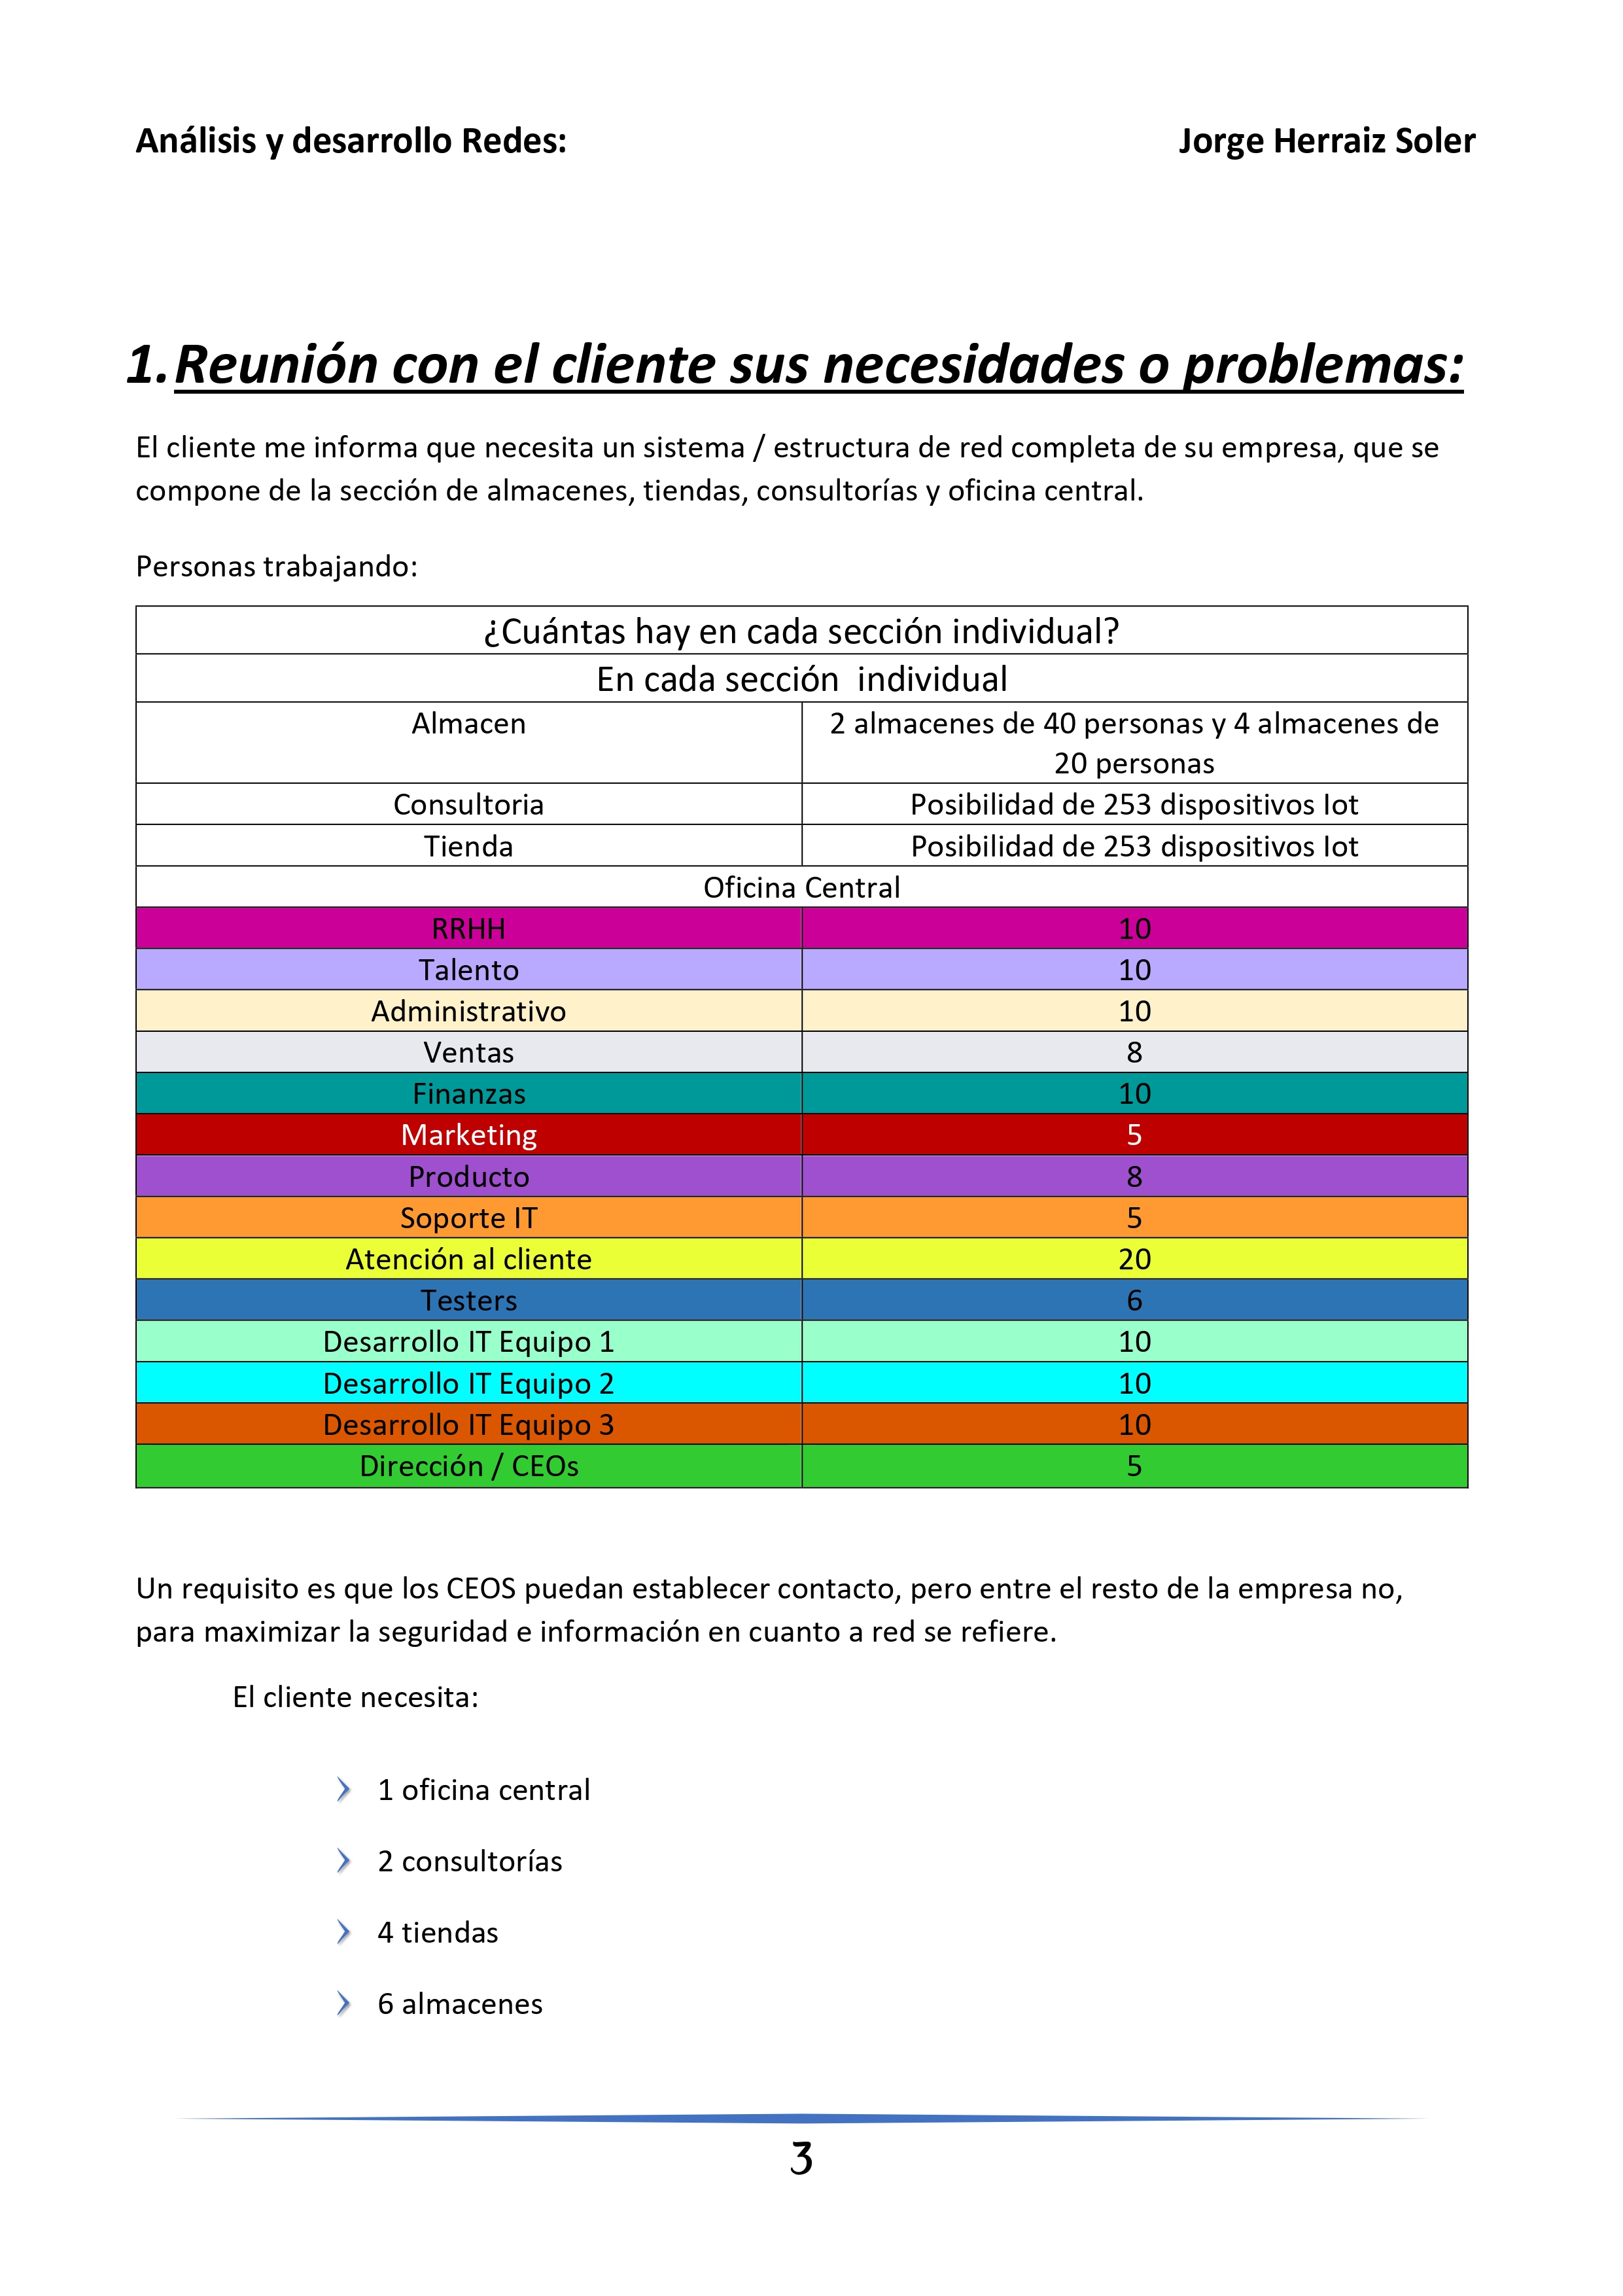 Análisis y desarrollo Redes: Jorge Herraiz Soler
1. Reunión con el cliente sus necesidades o problemas:
El cliente me informa que necesita un sistema / estructura de red completa de su empresa, que se
compone de la sección de almacenes, tiendas, consultorías y oficina central.
Personas trabajando:
¿Cuántas hay en cada sección individual?
En cada sección individual
Almacen 2 almacenes de 40 personas y 4 almacenes de
20 personas
Consultoria Posibilidad de 253 dispositivos Iot
Tienda Posibilidad de 253 dispositivos Iot
Oficina Central
RRHH 10
Talento 10
Administrativo 10
Ventas 8
Finanzas 10
Marketing 5
Producto 8
Soporte IT 5
Atención al cliente 20
Testers 6
Desarrollo IT Equipo 1 10
Desarrollo IT Equipo 2 10
Desarrollo IT Equipo 3 10
Dirección / CEOs 5
Un requisito es que los CEOS puedan establecer contacto, pero entre el resto de la empresa no,
para maximizar la seguridad e información en cuanto a red se refiere.
El cliente necesita:
1 oficina central
2 consultorías
4 tiendas
6 almacenes
3